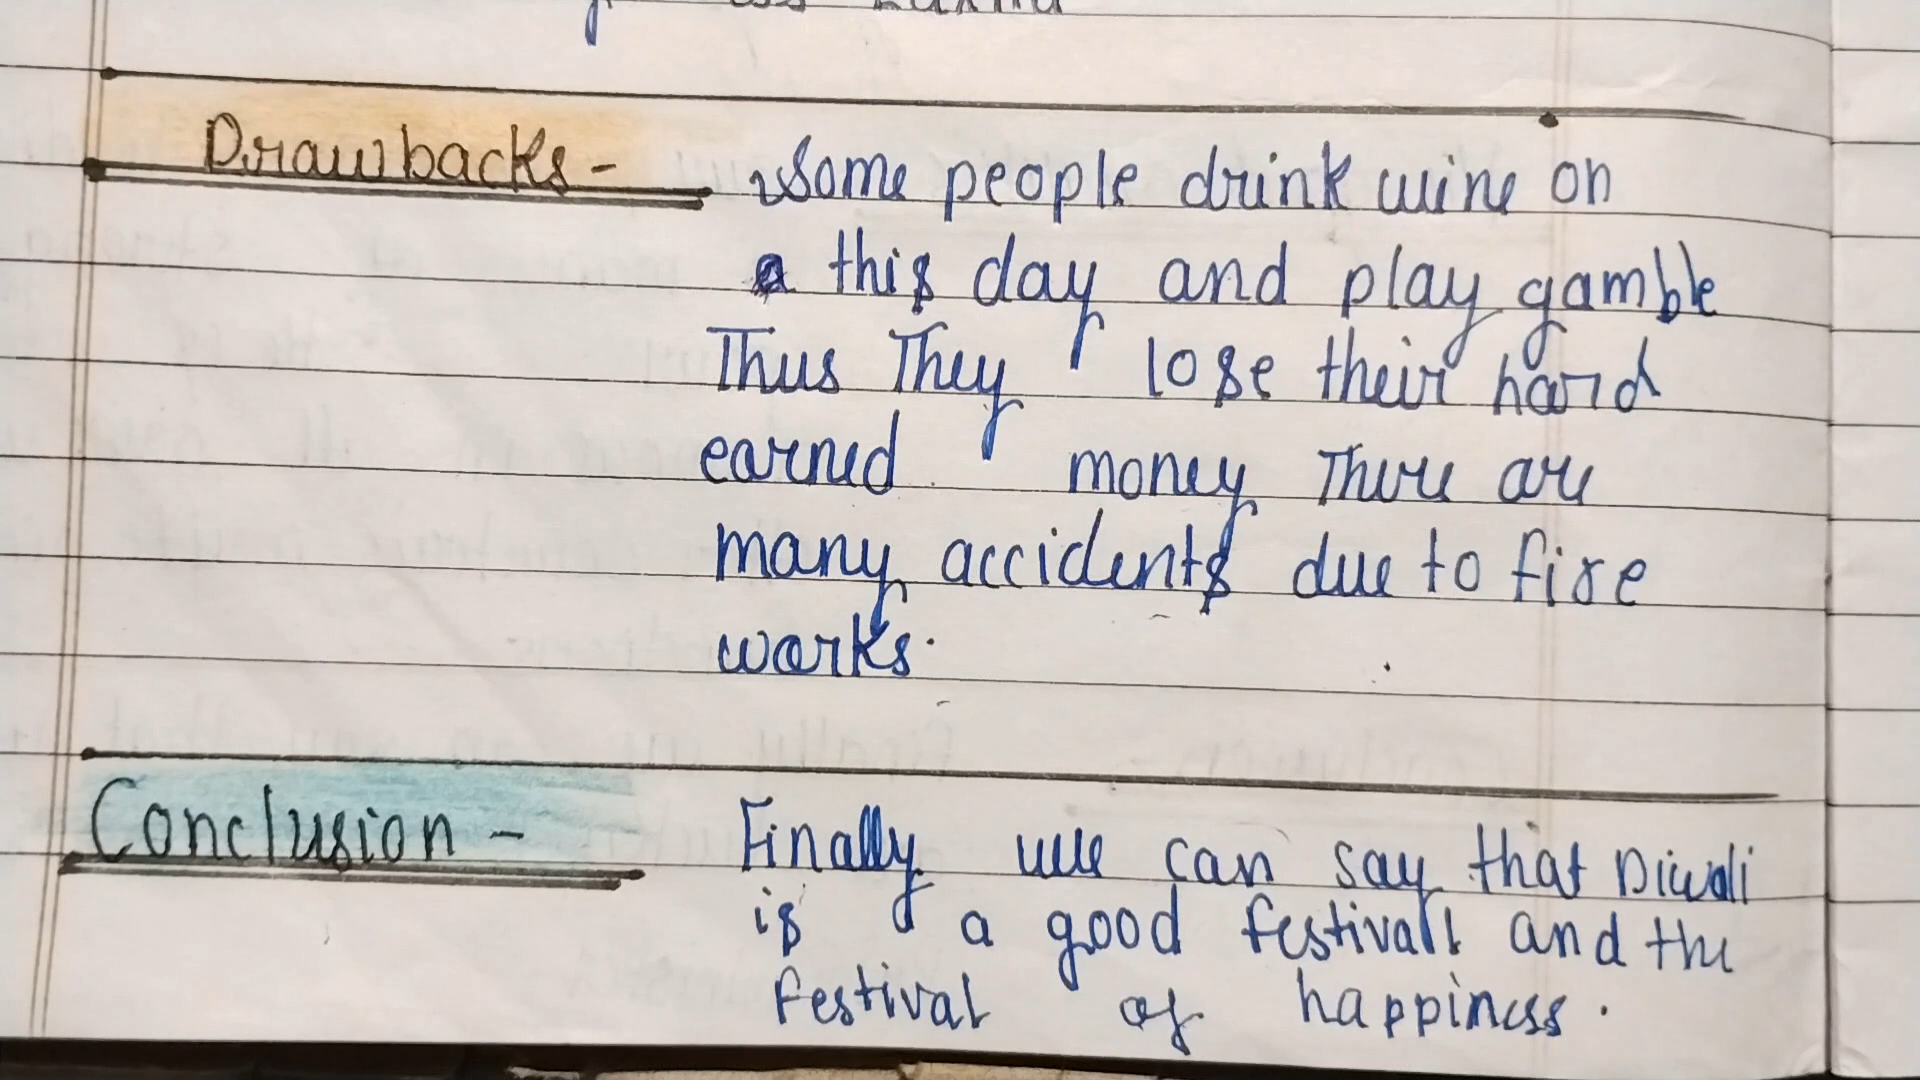 Drawbacks - Some people drink wine on
a this day and play gamble
Thus They lose their hard
earned money There are
many accidents due to fire
works.
Conclusion - Finally we can say that Diwali
is a good festivall and the
festival of happiness.